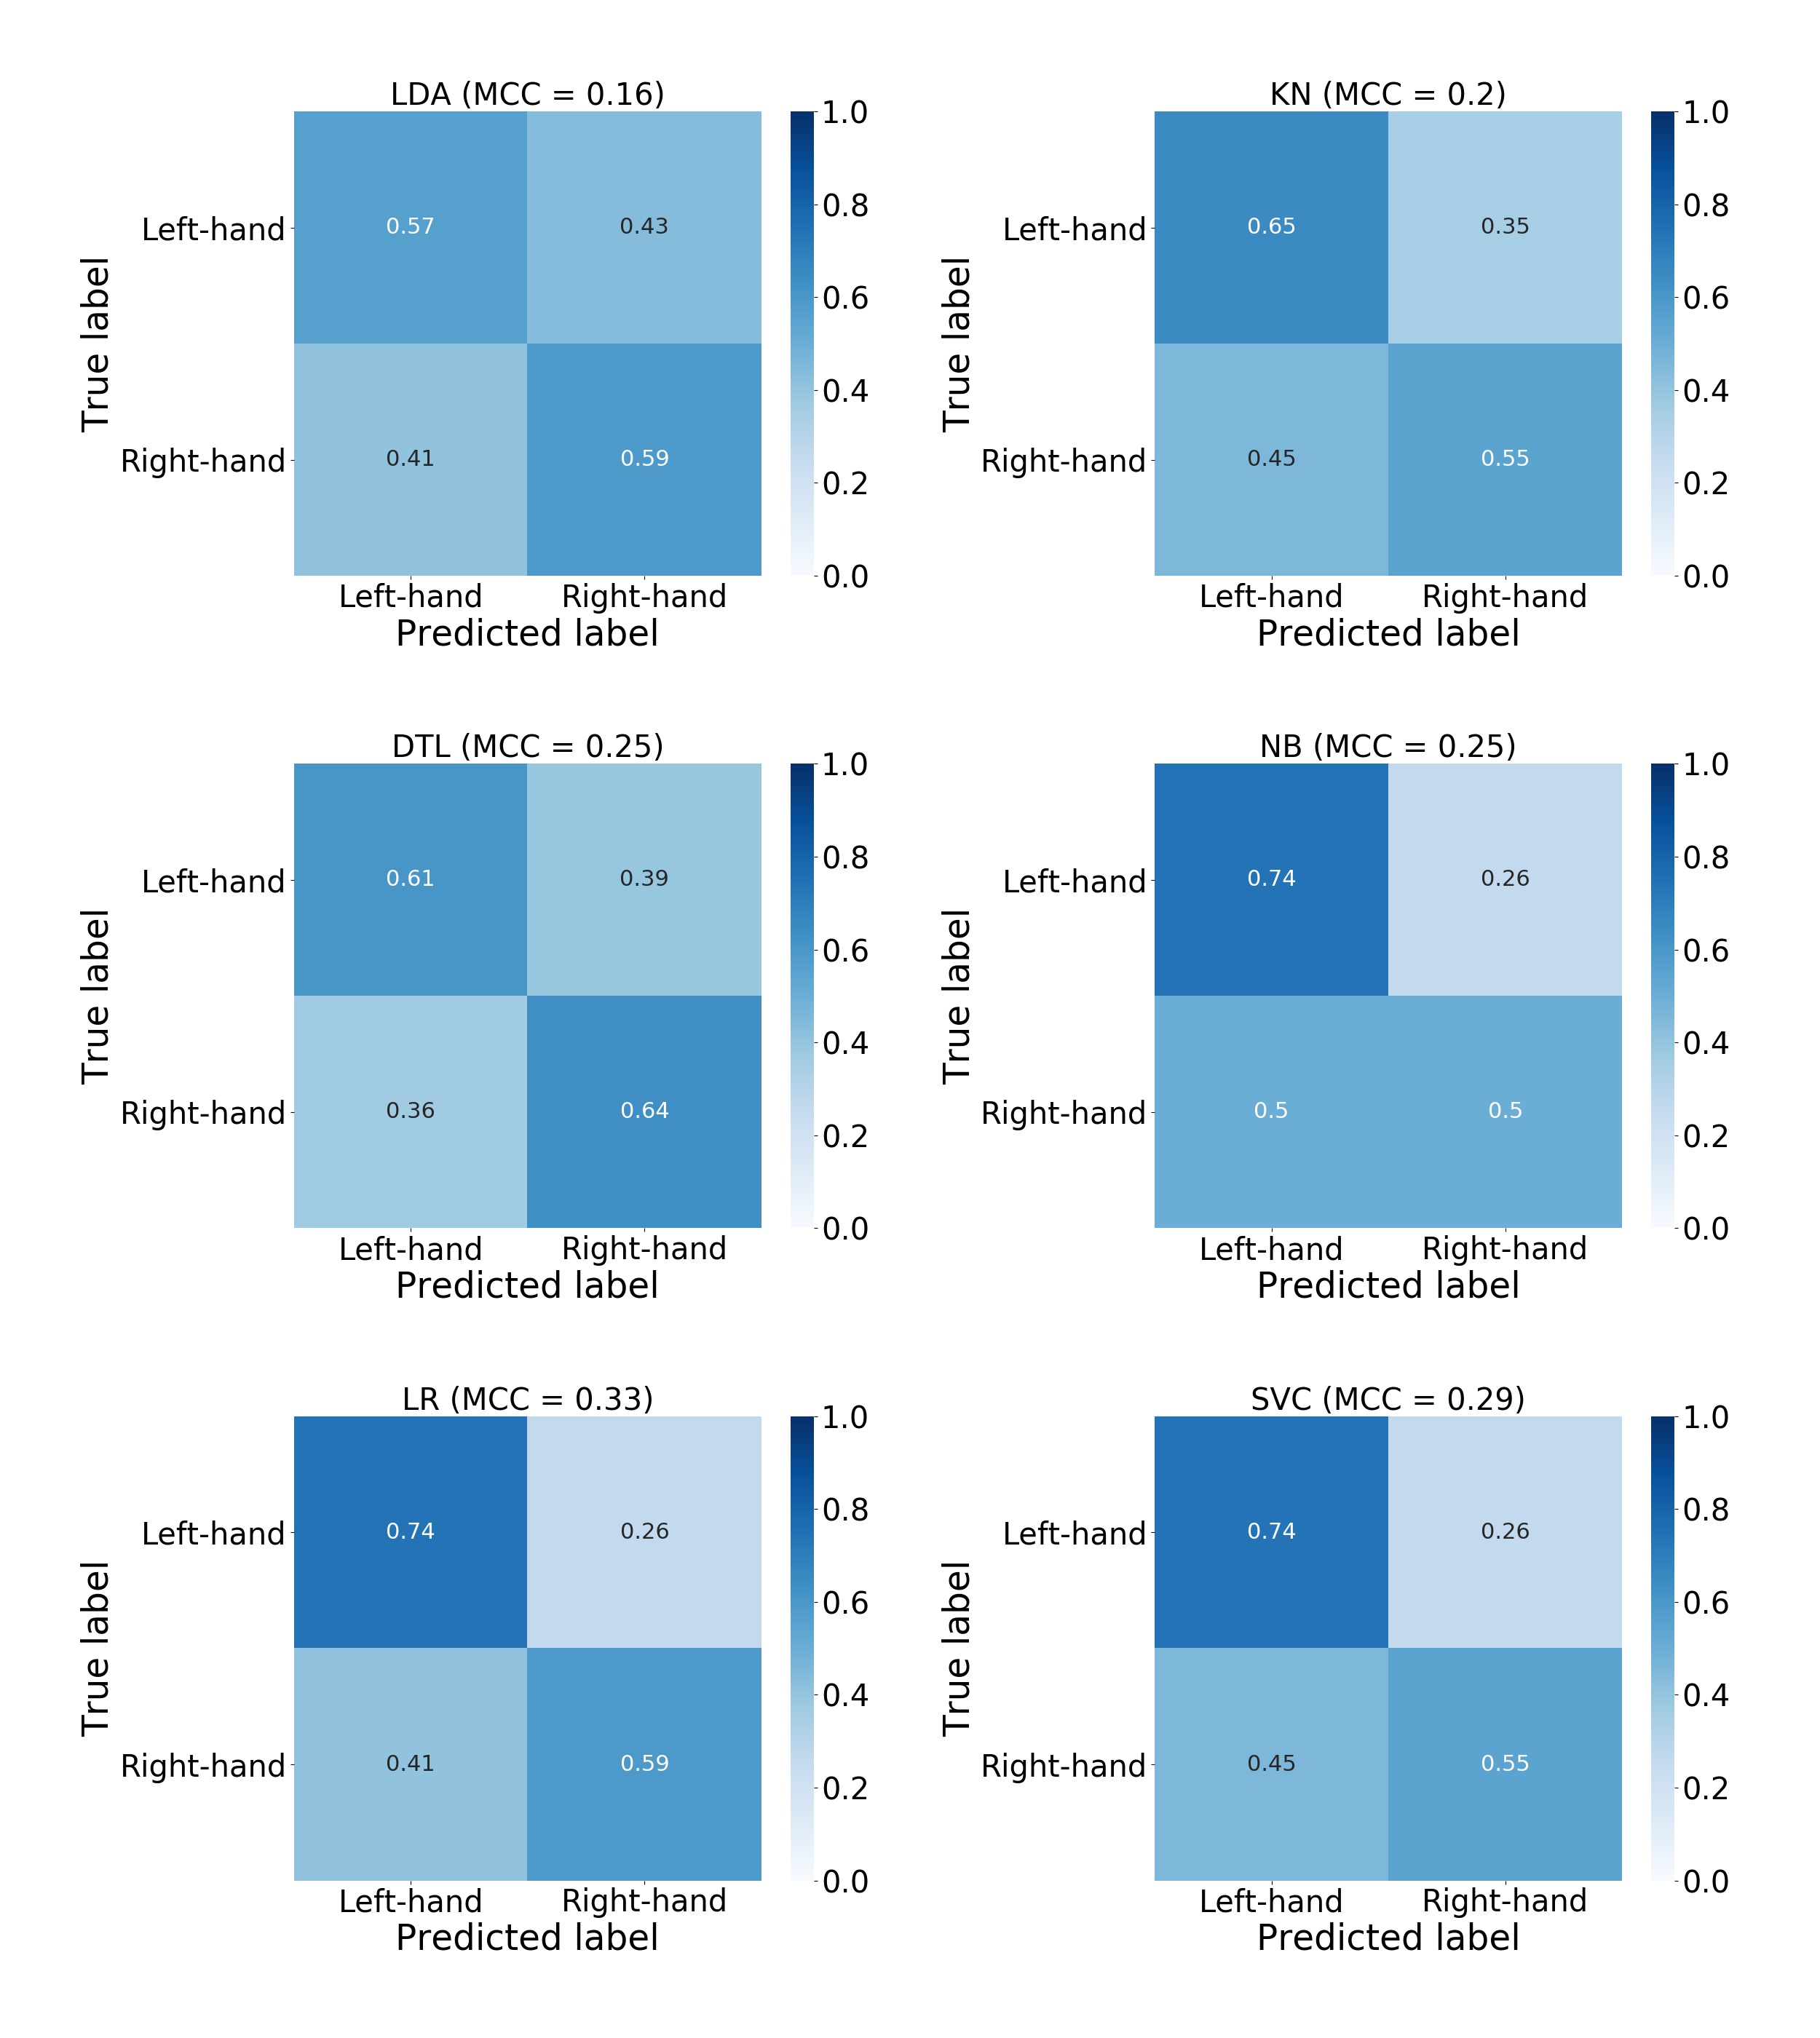 LDA (MCC = 0.16)
1.0
0.8
0.6
0.4
0.2
0.0
True label
Left-hand
0.57
0.43
Right-hand
0.41
0.59
Left-hand
Right-hand
Predicted label
KN (MCC = 0.2)
1.0
0.8
0.6
0.4
0.2
0.0
True label
Left-hand
0.65
0.35
Right-hand
0.45
0.55
Left-hand
Right-hand
Predicted label
DTL (MCC = 0.25)
1.0
0.8
0.6
0.4
0.2
0.0
True label
Left-hand
0.61
0.39
Right-hand
0.36
0.64
Left-hand
Right-hand
Predicted label
NB (MCC = 0.25)
1.0
0.8
0.6
0.4
0.2
0.0
True label
Left-hand
0.74
0.26
Right-hand
0.5
0.5
Left-hand
Right-hand
Predicted label
LR (MCC = 0.33)
1.0
0.8
0.6
0.4
0.2
0.0
True label
Left-hand
0.74
0.26
Right-hand
0.41
0.59
Left-hand
Right-hand
Predicted label
SVC (MCC = 0.29)
1.0
0.8
0.6
0.4
0.2
0.0
True label
Left-hand
0.74
0.26
Right-hand
0.45
0.55
Left-hand
Right-hand
Predicted label